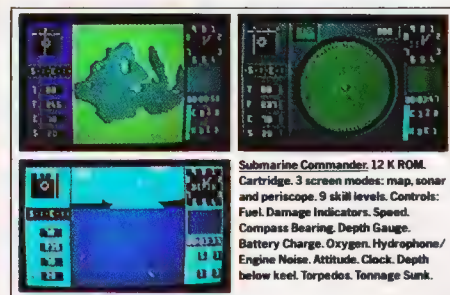 Submarine Commander. 12 K ROM.
Cartridge. 3 screen modes: map, sonar
and periscope. 9 skill levels. Controls:
Fuel. Damage Indicators. Speed.
Compass Bearing. Depth Gauge.
Battery Charge. Oxygen. Hydrophone/
Engine Noise. Attitude. Clock. Depth
below keel. Torpedos. Tonnage Sunk.